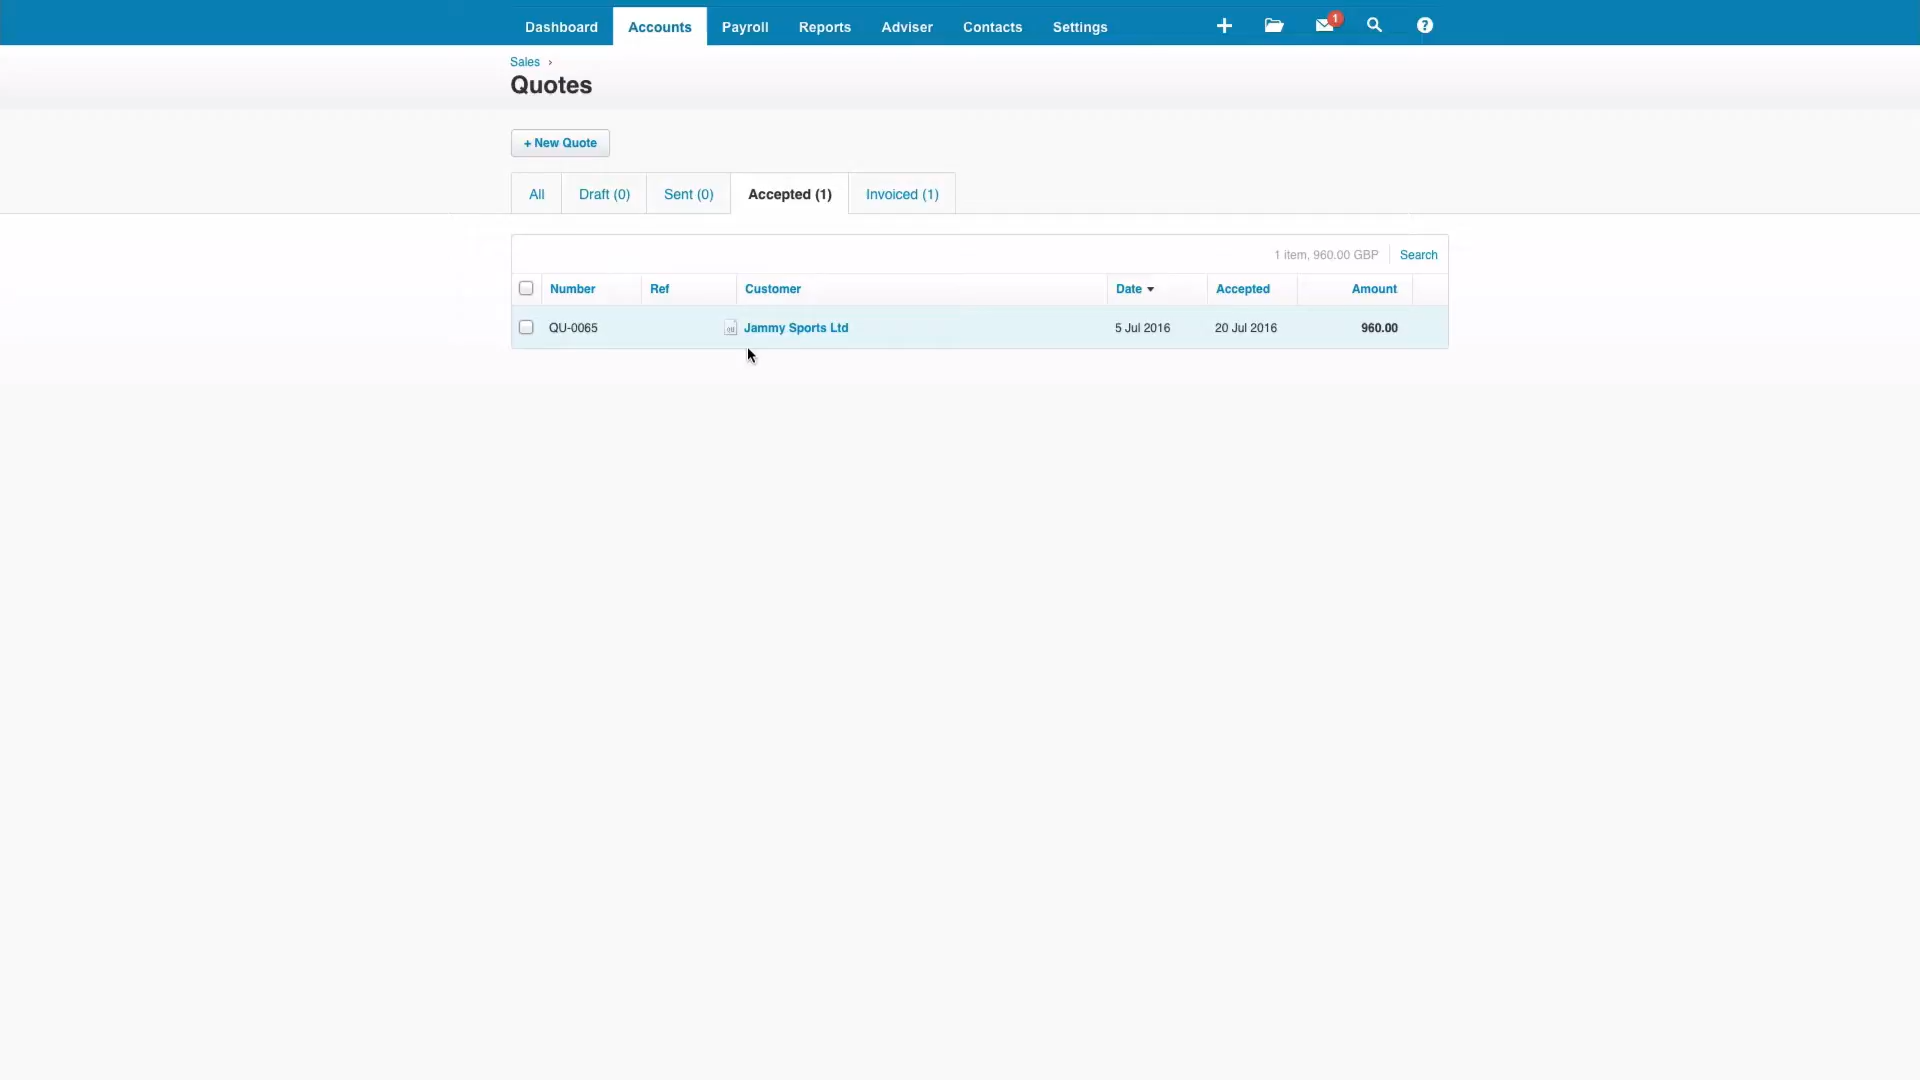 Dashboard Accounts Payroll Reports Adviser Contacts Settings 1 ?
Sales ›
Quotes
+ New Quote
All Draft (0) Sent (0) Accepted (1) Invoiced (1)
1 item, 960.00 GBP Search
Number Ref Customer Date Accepted Amount
QU-0065 Jammy Sports Ltd 5 Jul 2016 20 Jul 2016 960.00